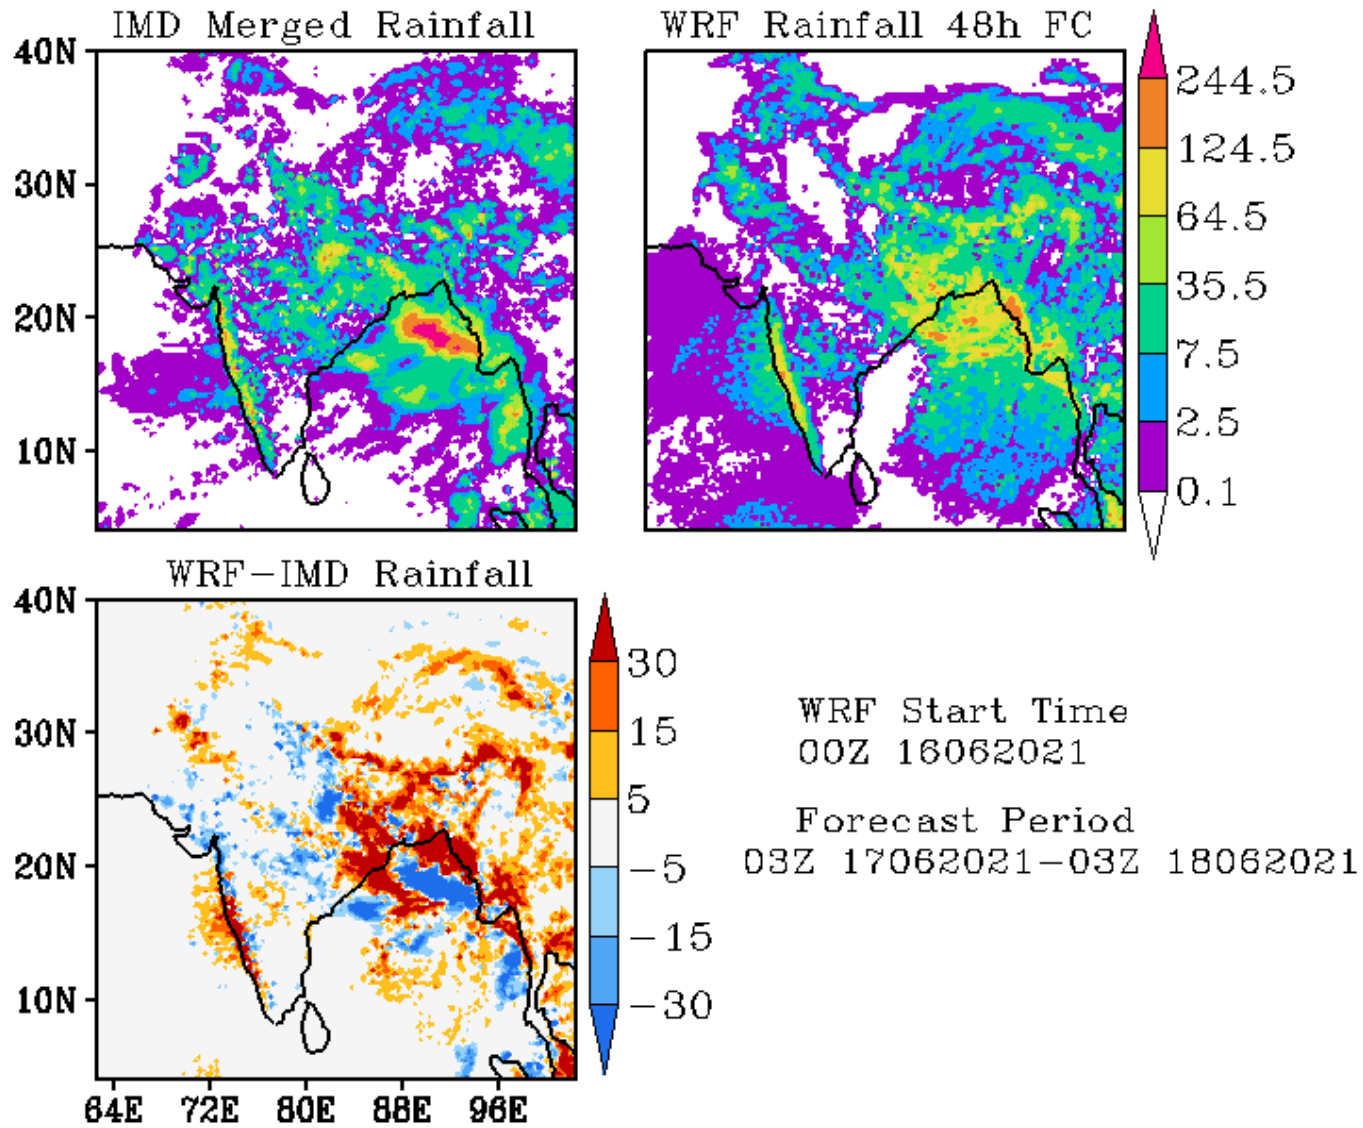 IMD Merged Rainfall
40N
30N
20N
10N
WRF Rainfall 48h FC
244.5
124.5
64.5
35.5
7.5
2.5
0.1
WRF-IMD Rainfall
40N
30N
20N
10N
64E 72E 80E 88E 96E
30
15
5
-5
-15
-30
WRF Start Time
00Z 16062021
Forecast Period
03Z 17062021-03Z 18062021